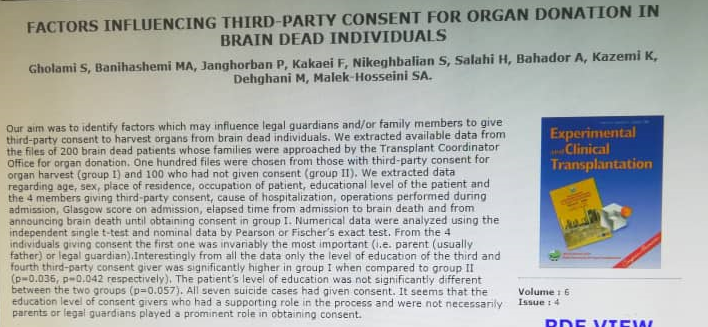 FACTORS INFLUENCING THIRD-PARTY CONSENT FOR ORGAN DONATION IN
BRAIN DEAD INDIVIDUALS
Gholami S, Banihashemi MA, Janghorban P, Kakaei F, Nikeghbalian S, Salahi H, Bahador A, Kazemi K,
Dehghani M, Malek-Hosseini SA.
Our aim was to identify factors which may influence legal guardians and/or family members to give
third-party consent to harvest organs from brain dead individuals. We extracted available data from
the files of 200 brain dead patients whose families were approached by the Transplant Coordinator
Office for organ donation. One hundred files were chosen from those with third-party consent for
organ harvest (group I) and 100 who had not given consent (group II). We extracted data
regarding age, sex, place of residence, occupation of patient, educational level of the patient and
the 4 members giving third-party consent, cause of hospitalization, operations performed during
admission, Glasgow score on admission, elapsed time from admission to brain death and from
announcing brain death until obtaining consent in group I. Numerical data were analyzed using the
independent single t-test and nominal data by Pearson or Fischer's exact test. From the 4
individuals giving consent the first one was invariably the most important (i.e. parent (usually
father) or legal guardian).Interestingly from all the data only the level of education of the third and
fourth third-party consent giver was significantly higher in group I when compared to group II
(p=0.036, p=0.042 respectively). The patient's level of education was not significantly different
between the two groups (p=0.057). All seven suicide cases had given consent. It seems that the
education level of consent givers who had a supporting role in the process and were not necessarily
parents or legal guardians played a prominent role in obtaining consent.
Experimental
and Clinical
Transplantation
Volume : 6
Issue : 4
PDF VIEW